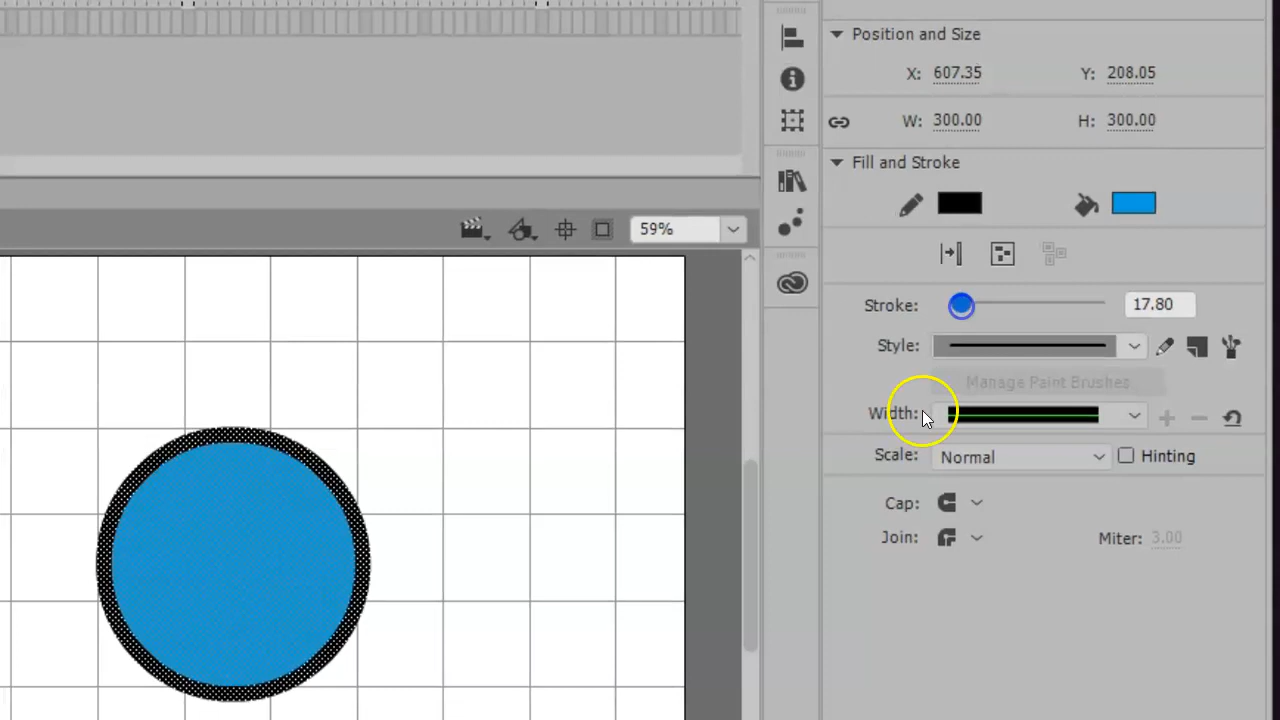 Position and Size
X: 607.35 Y: 208.05
W: 300.00 H: 300.00
Fill and Stroke
59%
Stroke: 17.80
Style:
Manage Paint Brushes
Width:
Scale: Normal Hinting
Cap:
Join: Miter: 3.00